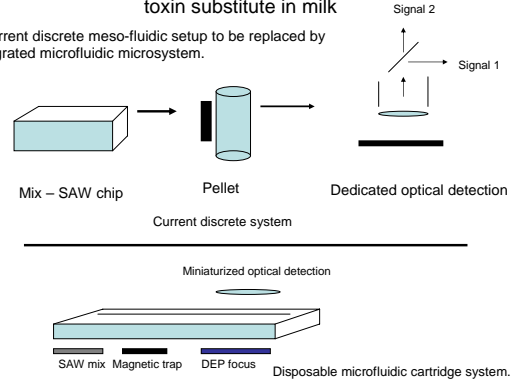 toxin substitute in milk
Signal 2
rrent discrete meso-fluidic setup to be replaced by
grated microfluidic microsystem.
Signal 1
Mix – SAW chip
Pellet
Dedicated optical detection
Current discrete system
Miniaturized optical detection
SAW mix Magnetic trap DEP focus
Disposable microfluidic cartridge system.